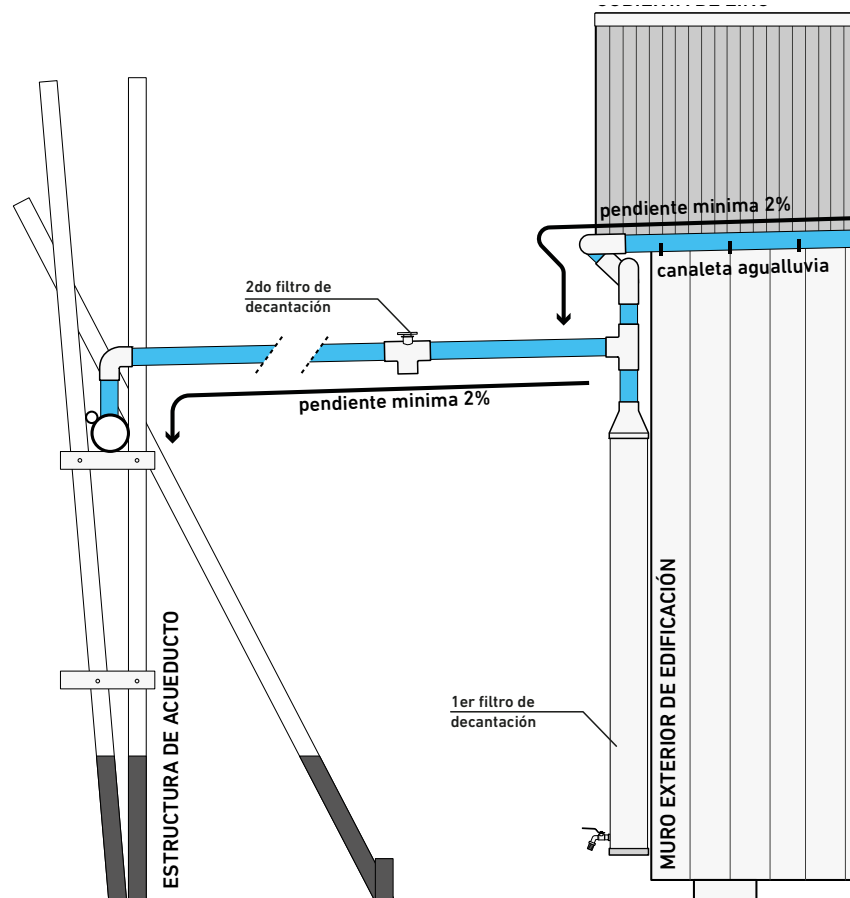 pendiente minima 2%
canaleta agualluvia
2do filtro de
decantación
pendiente minima 2%
ESTRUCTURA DE ACUEDUCTO
1er filtro de
decantación
MURO EXTERIOR DE EDIFICACIÓN